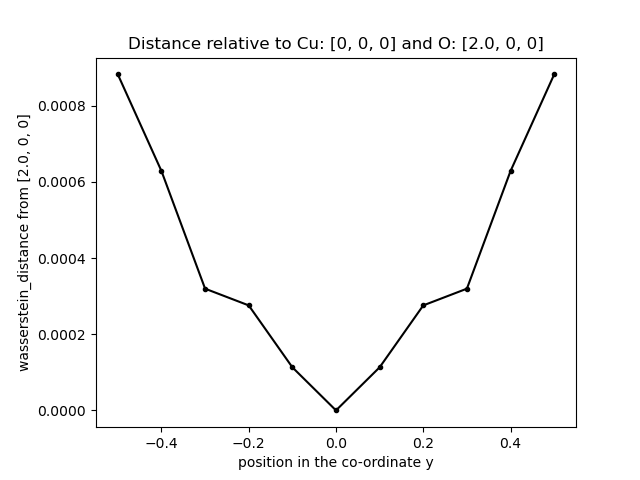 Distance relative to Cu: [0, 0, 0] and O: [2.0, 0, 0]
wasserstein_distance from [2.0, 0, 0]
0.0008
0.0006
0.0004
0.0002
0.0000
−0.4 −0.2 0.0 0.2 0.4
position in the co-ordinate y